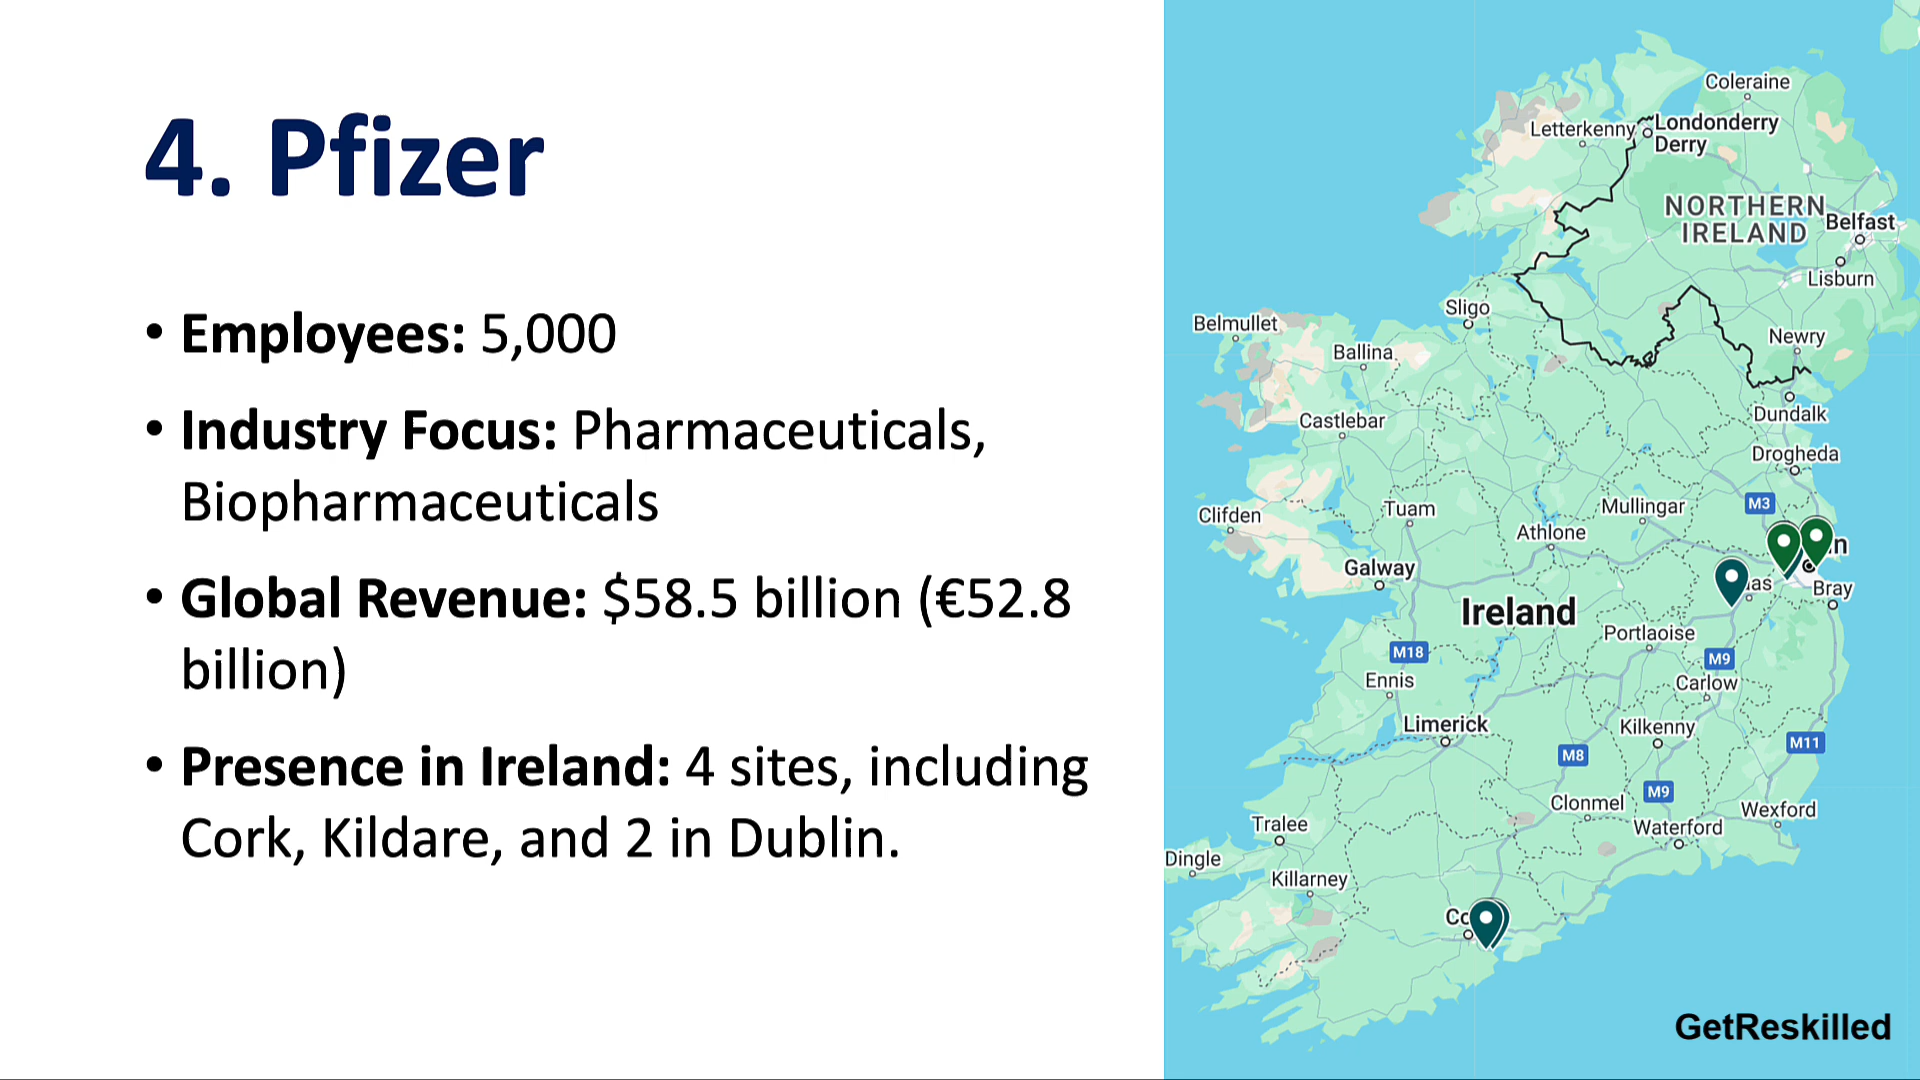 4. Pfizer
• Employees: 5,000
• Industry Focus: Pharmaceuticals,
Biopharmaceuticals
• Global Revenue: $58.5 billion (€52.8
billion)
• Presence in Ireland: 4 sites, including
Cork, Kildare, and 2 in Dublin.
Coleraine
Letterkenny
Londonderry
Derry
NORTHERN
IRELAND
Belfast
Lisburn
Sligo
Belmullet
Newry
Ballina
Dundalk
Castlebar
Drogheda
M3
Mullingar
Tuam
Clifden
Athlone
Galway
Bray
Ireland
Portlaoise
M18
M9
Ennis
Carlow
Limerick
Kilkenny
M11
M8
M9
Clonmel
Wexford
Tralee
Waterford
Dingle
Killarney
GetReskilled